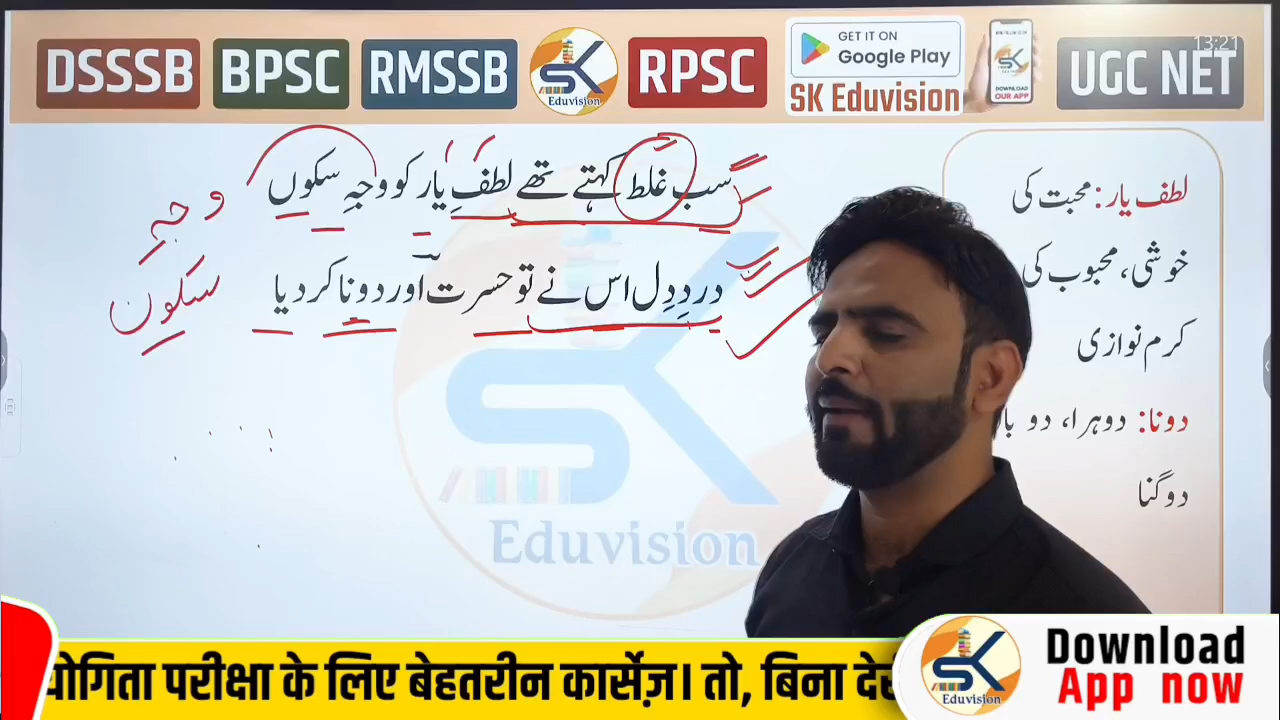 DSSSB BPSC RMSSB SK Eduvision RPSC GET IT ON Google Play SK Eduvision DOWNLOAD OUR APP 13:21 UGC NET
سب غلط کہتے تھے لطفِ یار کو وجہِ سکوں
دردِ دل اس نے تو حسرت اور دونا کر دیا
وجہِ
سکون
لطف یار: محبت کی
خوشی، محبوب کی
کرم نوازی
دونا: دوہرا، دو
دوگنا
SK Eduvision
योगिता परीक्षा के लिए बेहतरीन कार्सेज़। तो, बिना
SK Eduvision
Download
App now